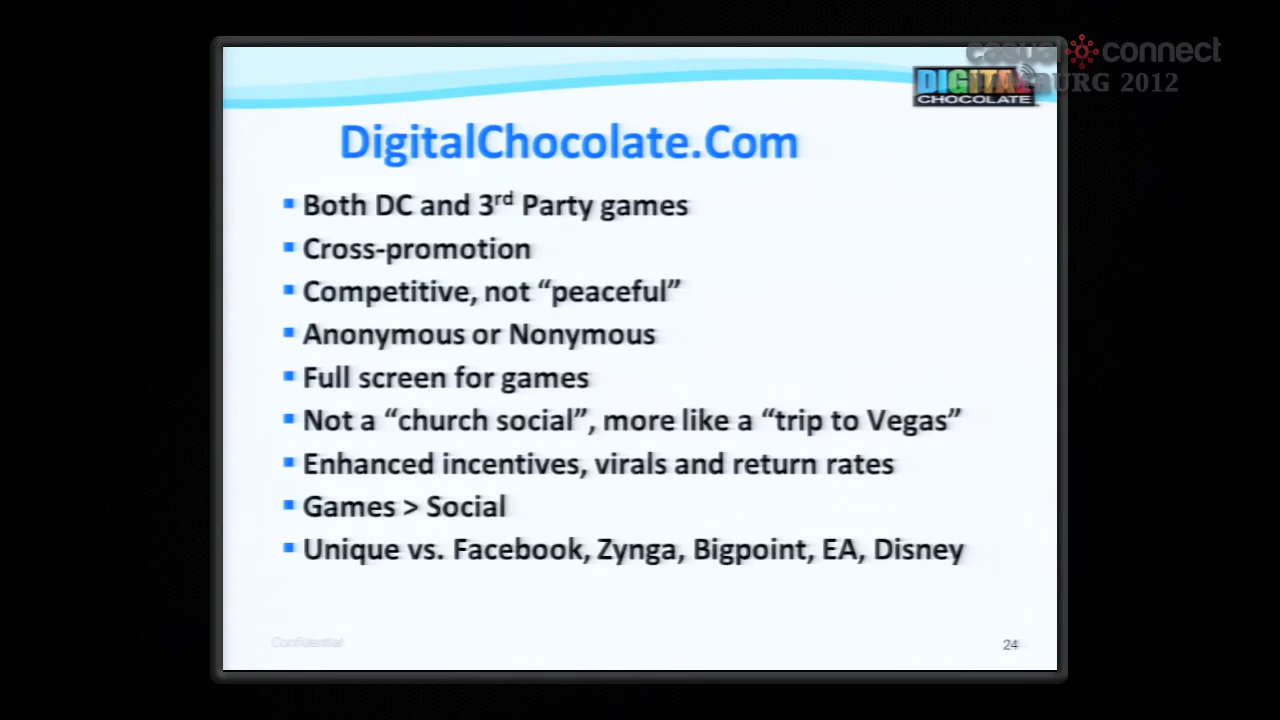 casual connect
BURG 2012
DIGITAL
CHOCOLATE
DigitalChocolate.Com
Both DC and 3rd Party games
Cross-promotion
Competitive, not “peaceful”
Anonymous or Nonymous
Full screen for games
Not a “church social”, more like a “trip to Vegas”
Enhanced incentives, virals and return rates
Games > Social
Unique vs. Facebook, Zynga, Bigpoint, EA, Disney
Confidential
24